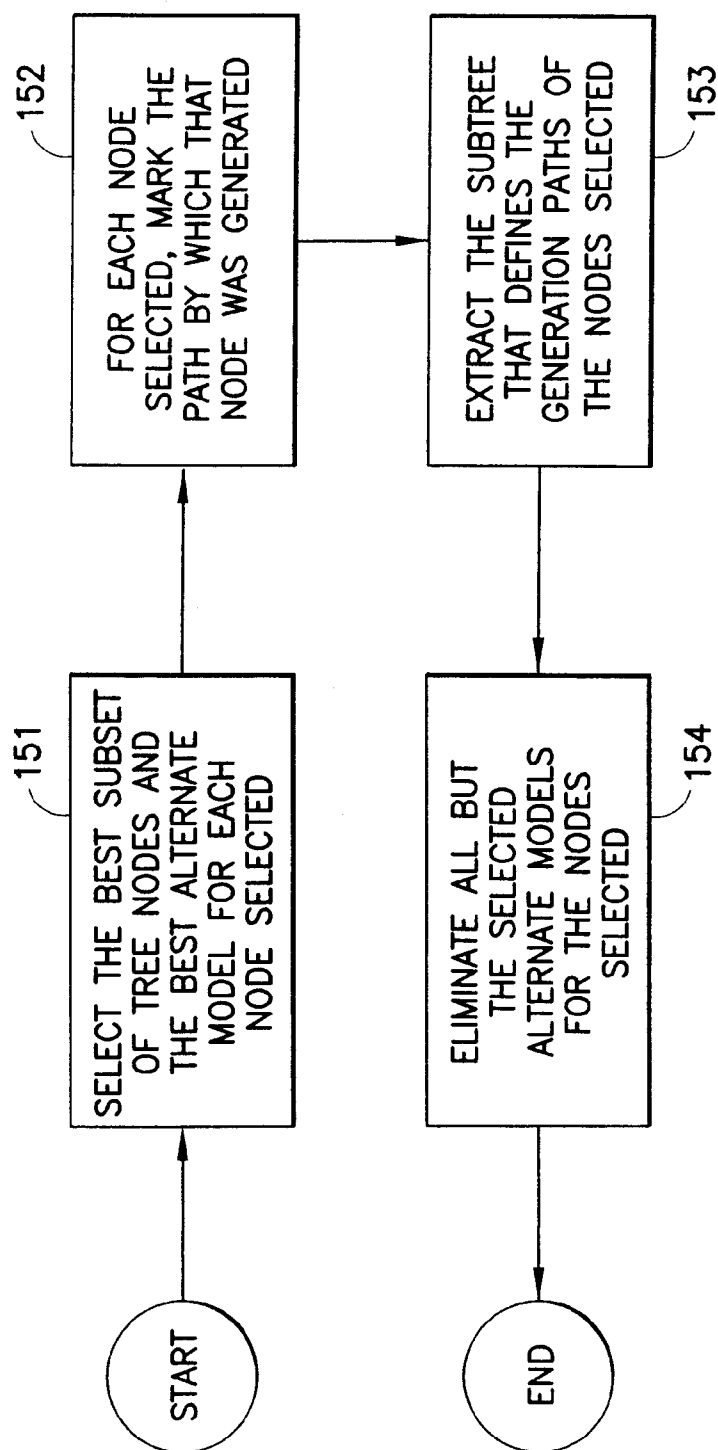 START
151
SELECT THE BEST SUBSET
OF TREE NODES AND
THE BEST ALTERNATE
MODEL FOR EACH
NODE SELECTED
152
FOR EACH NODE
SELECTED, MARK THE
PATH BY WHICH THAT
NODE WAS GENERATED
EXTRACT THE SUBTREE
THAT DEFINES THE
GENERATION PATHS OF
THE NODES SELECTED
153
ELIMINATE ALL BUT
THE SELECTED
ALTERNATE MODELS
FOR THE NODES
SELECTED
154
END